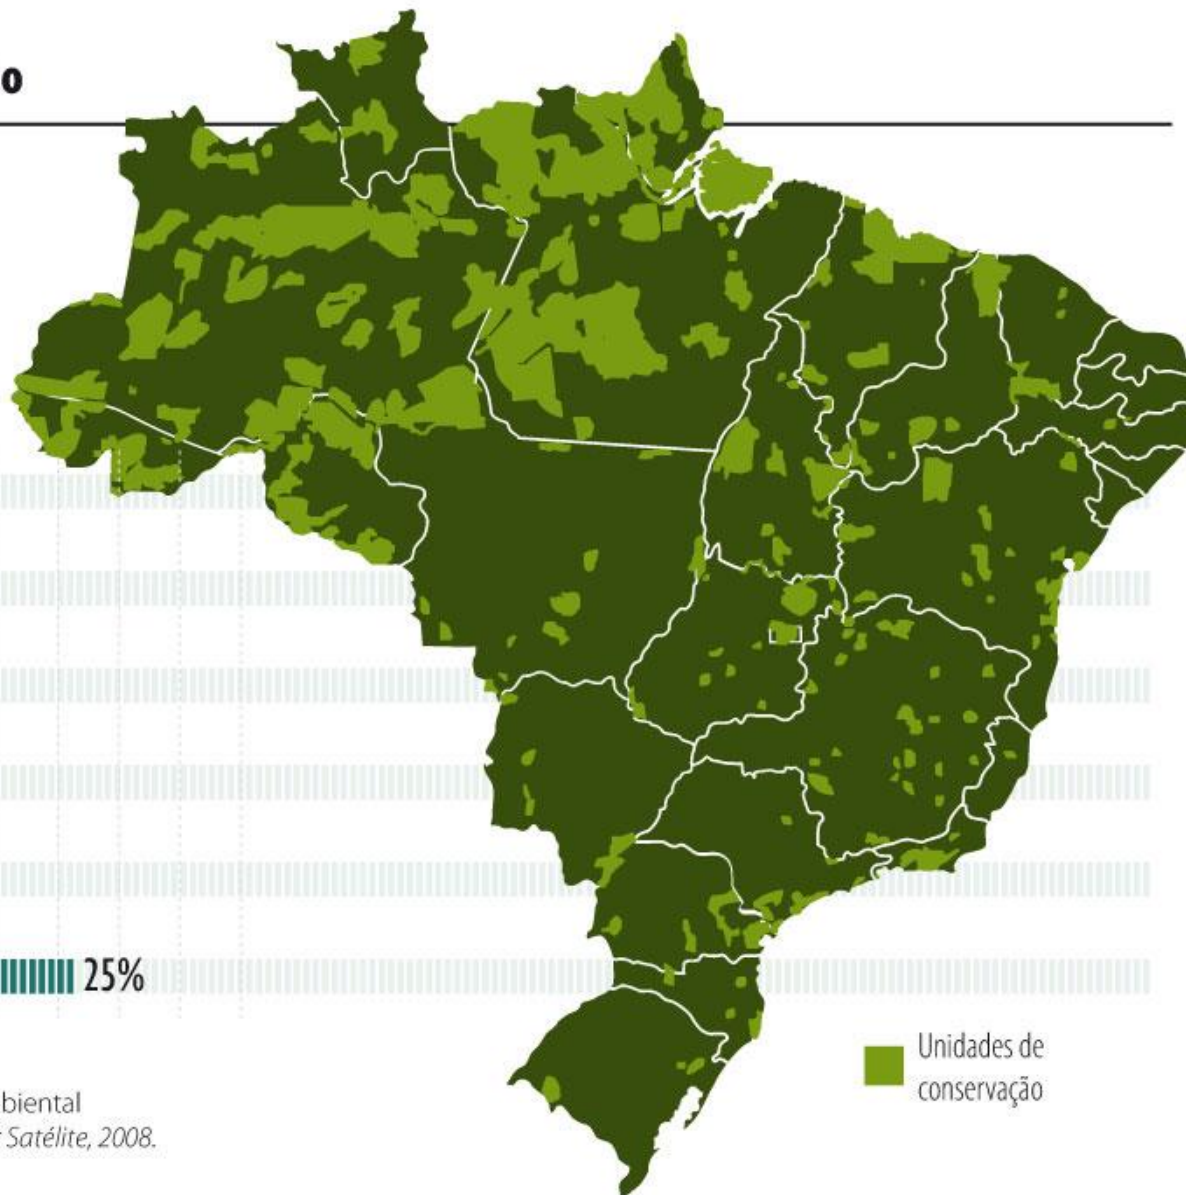 o
25%
Unidades de
conservação
biental
Satélite, 2008.